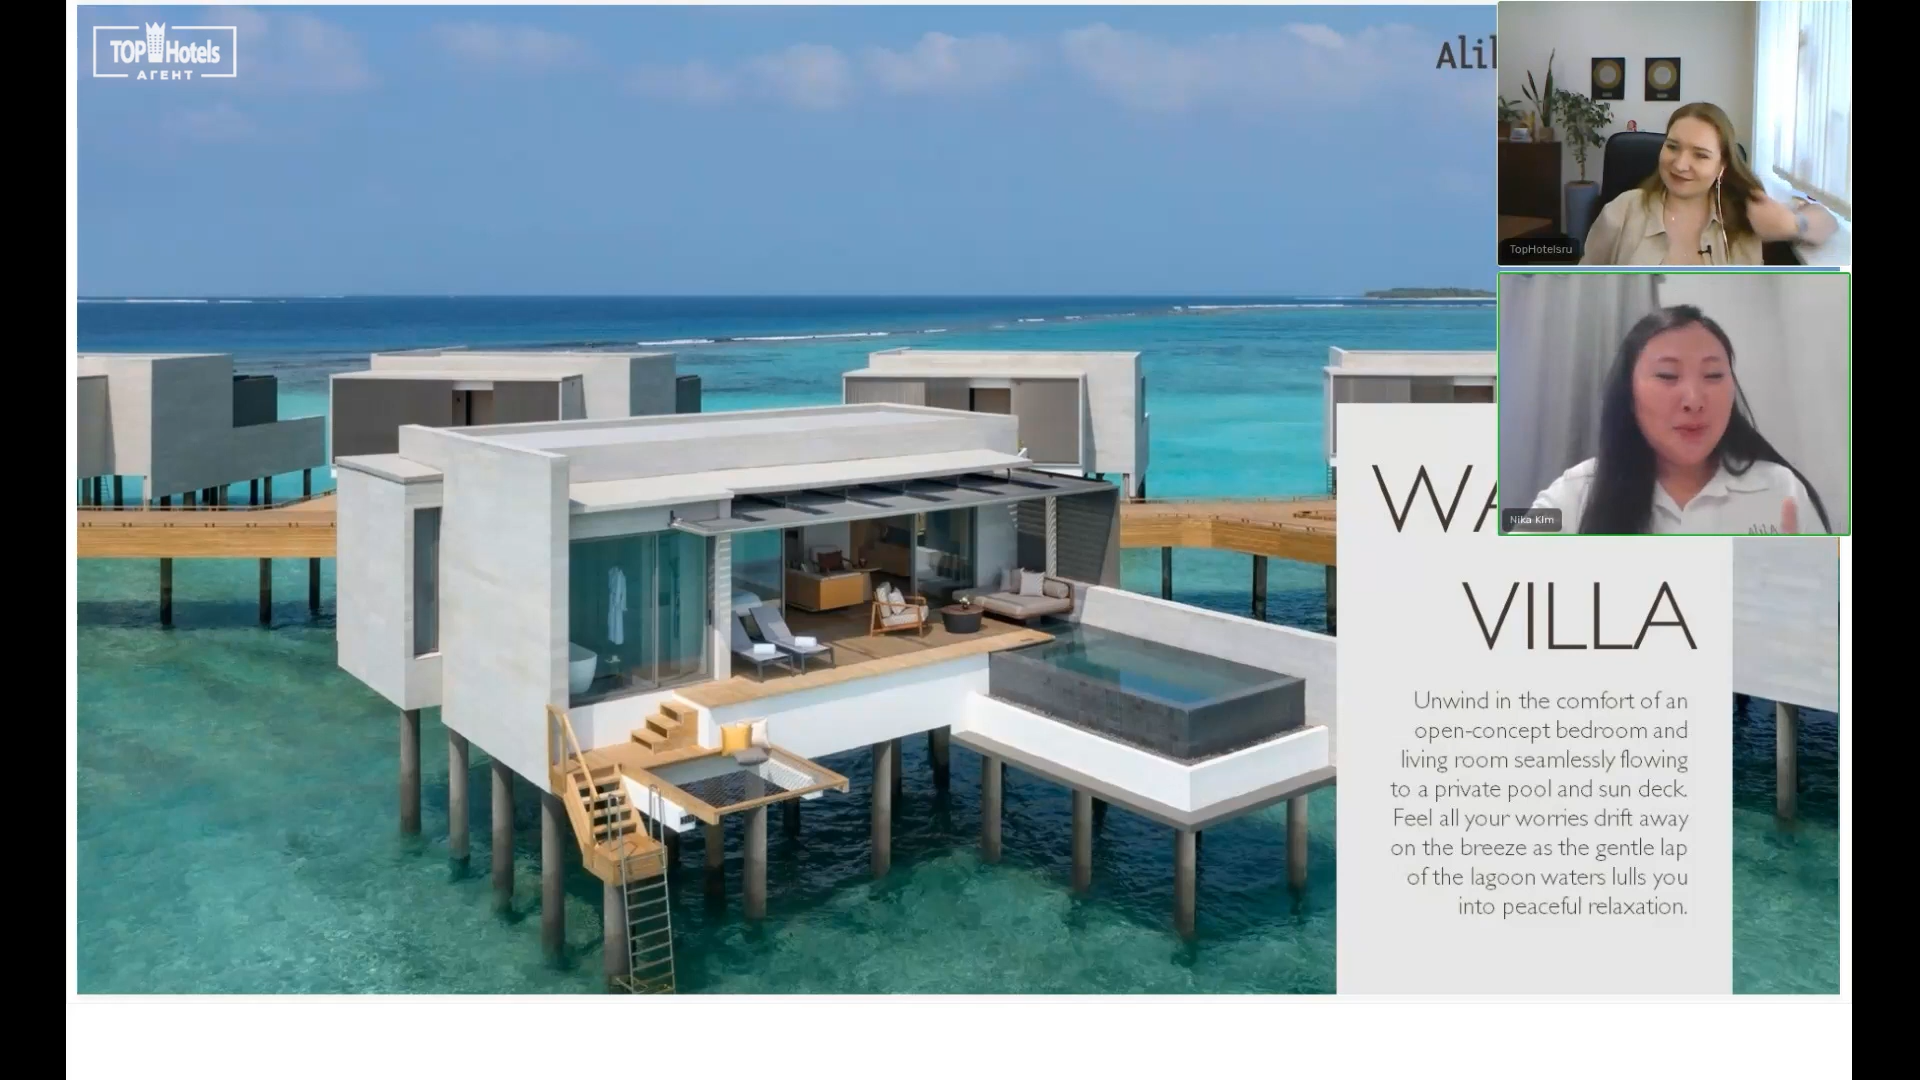 TOP Hotels
АГЕНТ
Alil
TopHotelsru
Nika Kim
WA
VILLA
Unwind in the comfort of an
open-concept bedroom and
living room seamlessly flowing
to a private pool and sun deck.
Feel all your worries drift away
on the breeze as the gentle lap
of the lagoon waters lulls you
into peaceful relaxation.